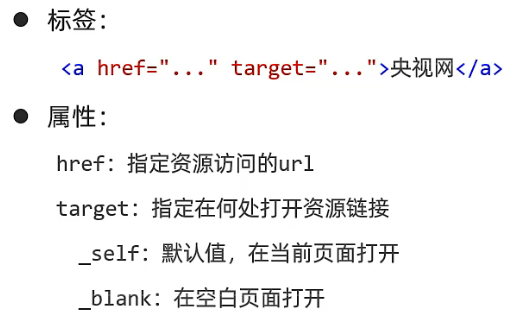 ● 标签：
<a href="..." target="...">央视网</a>
● 属性：
href：指定资源访问的url
target：指定在何处打开资源链接
_self：默认值，在当前页面打开
_blank：在空白页面打开